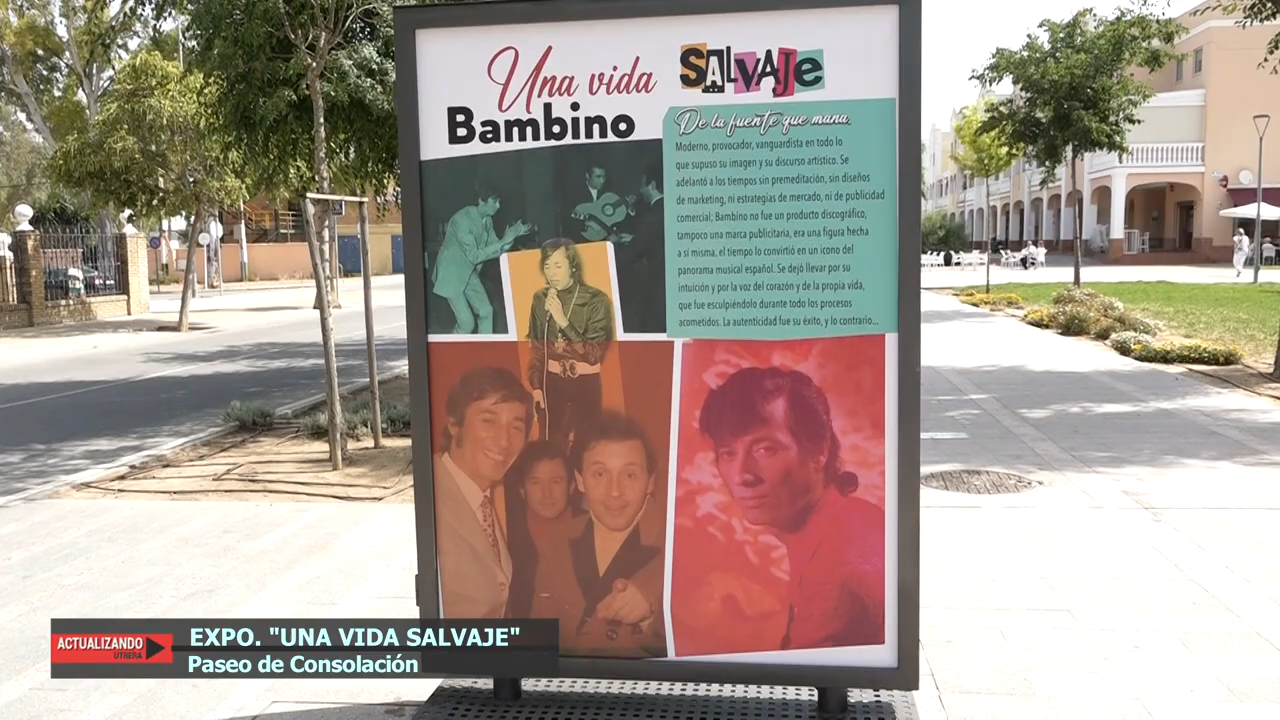 Una vida SALVAJE
Bambino
De la fuente que mana.
Moderno, provocador, vanguardista en todo lo
que supuso su imagen y su discurso artístico. Se
adelantó a los tiempos sin premeditación, sin diseños
de marketing, ni estrategias de mercado, ni de publicidad
comercial; Bambino no fue un producto discográfico,
tampoco una marca publicitaria, era una figura hecha
a sí misma, el tiempo lo convirtió en un icono del
panorama musical español. Se dejó llevar por su
intuición y por la voz del corazón y de la propia vida,
que fue esculpiéndolo durante todo los procesos
acometidos. La autenticidad fue su éxito, y lo contrario...
ACTUALIZANDO
UTRERA
EXPO. "UNA VIDA SALVAJE"
Paseo de Consolación